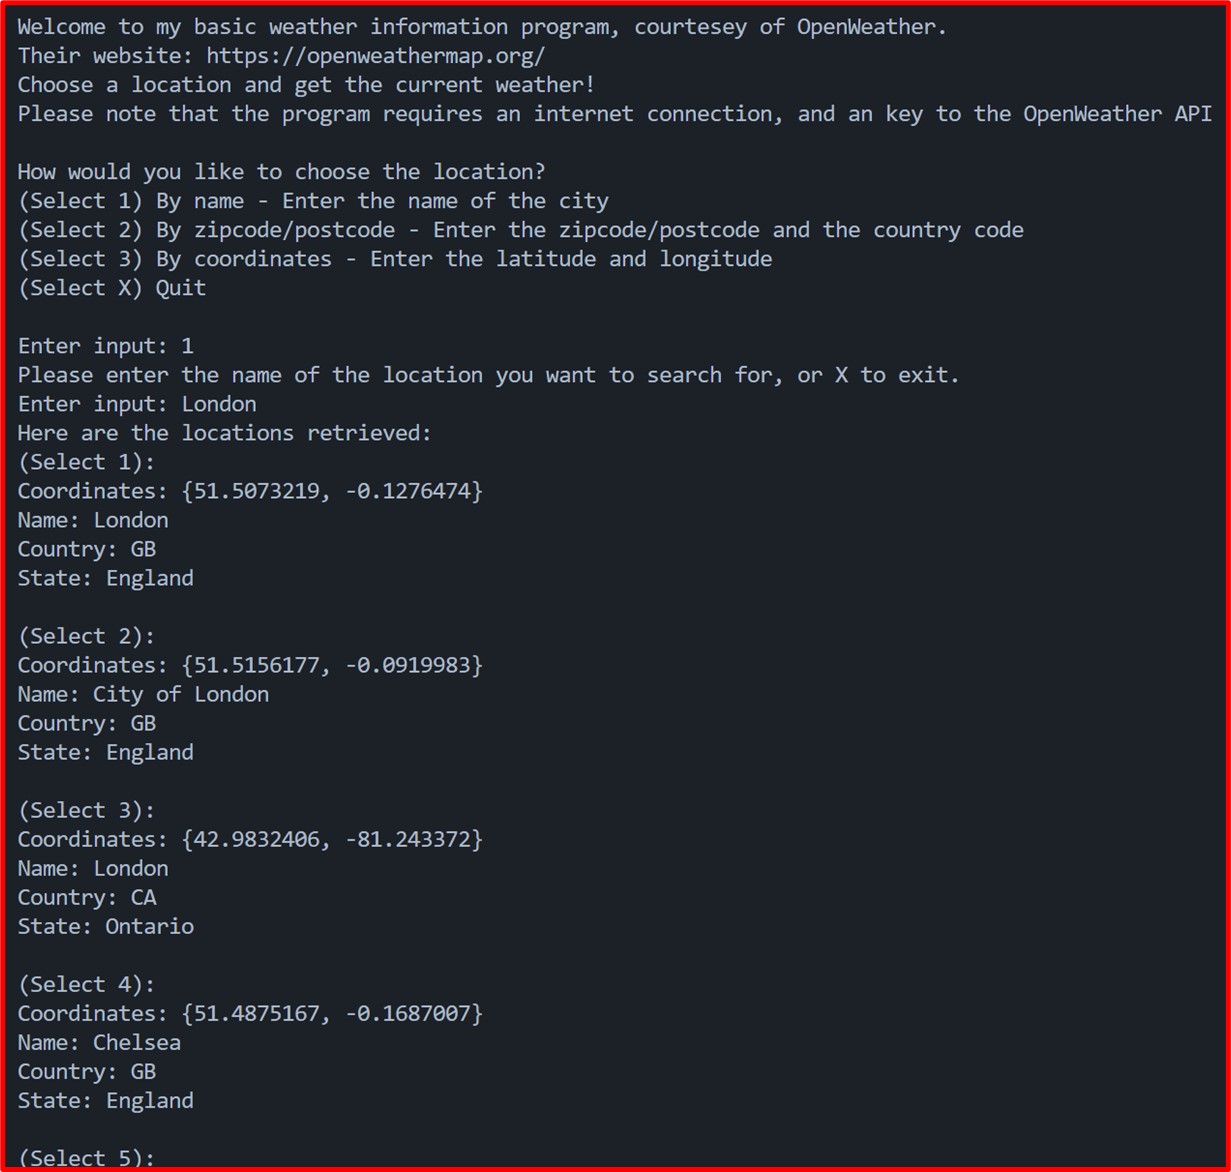 Welcome to my basic weather information program, courtesey of OpenWeather.
Their website: https://openweathermap.org/
Choose a location and get the current weather!
Please note that the program requires an internet connection, and an key to the OpenWeather API
How would you like to choose the location?
(Select 1) By name - Enter the name of the city
(Select 2) By zipcode/postcode - Enter the zipcode/postcode and the country code
(Select 3) By coordinates - Enter the latitude and longitude
(Select X) Quit
Enter input: 1
Please enter the name of the location you want to search for, or X to exit.
Enter input: London
Here are the locations retrieved:
(Select 1):
Coordinates: {51.5073219, -0.1276474}
Name: London
Country: GB
State: England
(Select 2):
Coordinates: {51.5156177, -0.0919983}
Name: City of London
Country: GB
State: England
(Select 3):
Coordinates: {42.9832406, -81.243372}
Name: London
Country: CA
State: Ontario
(Select 4):
Coordinates: {51.4875167, -0.1687007}
Name: Chelsea
Country: GB
State: England
(Select 5):